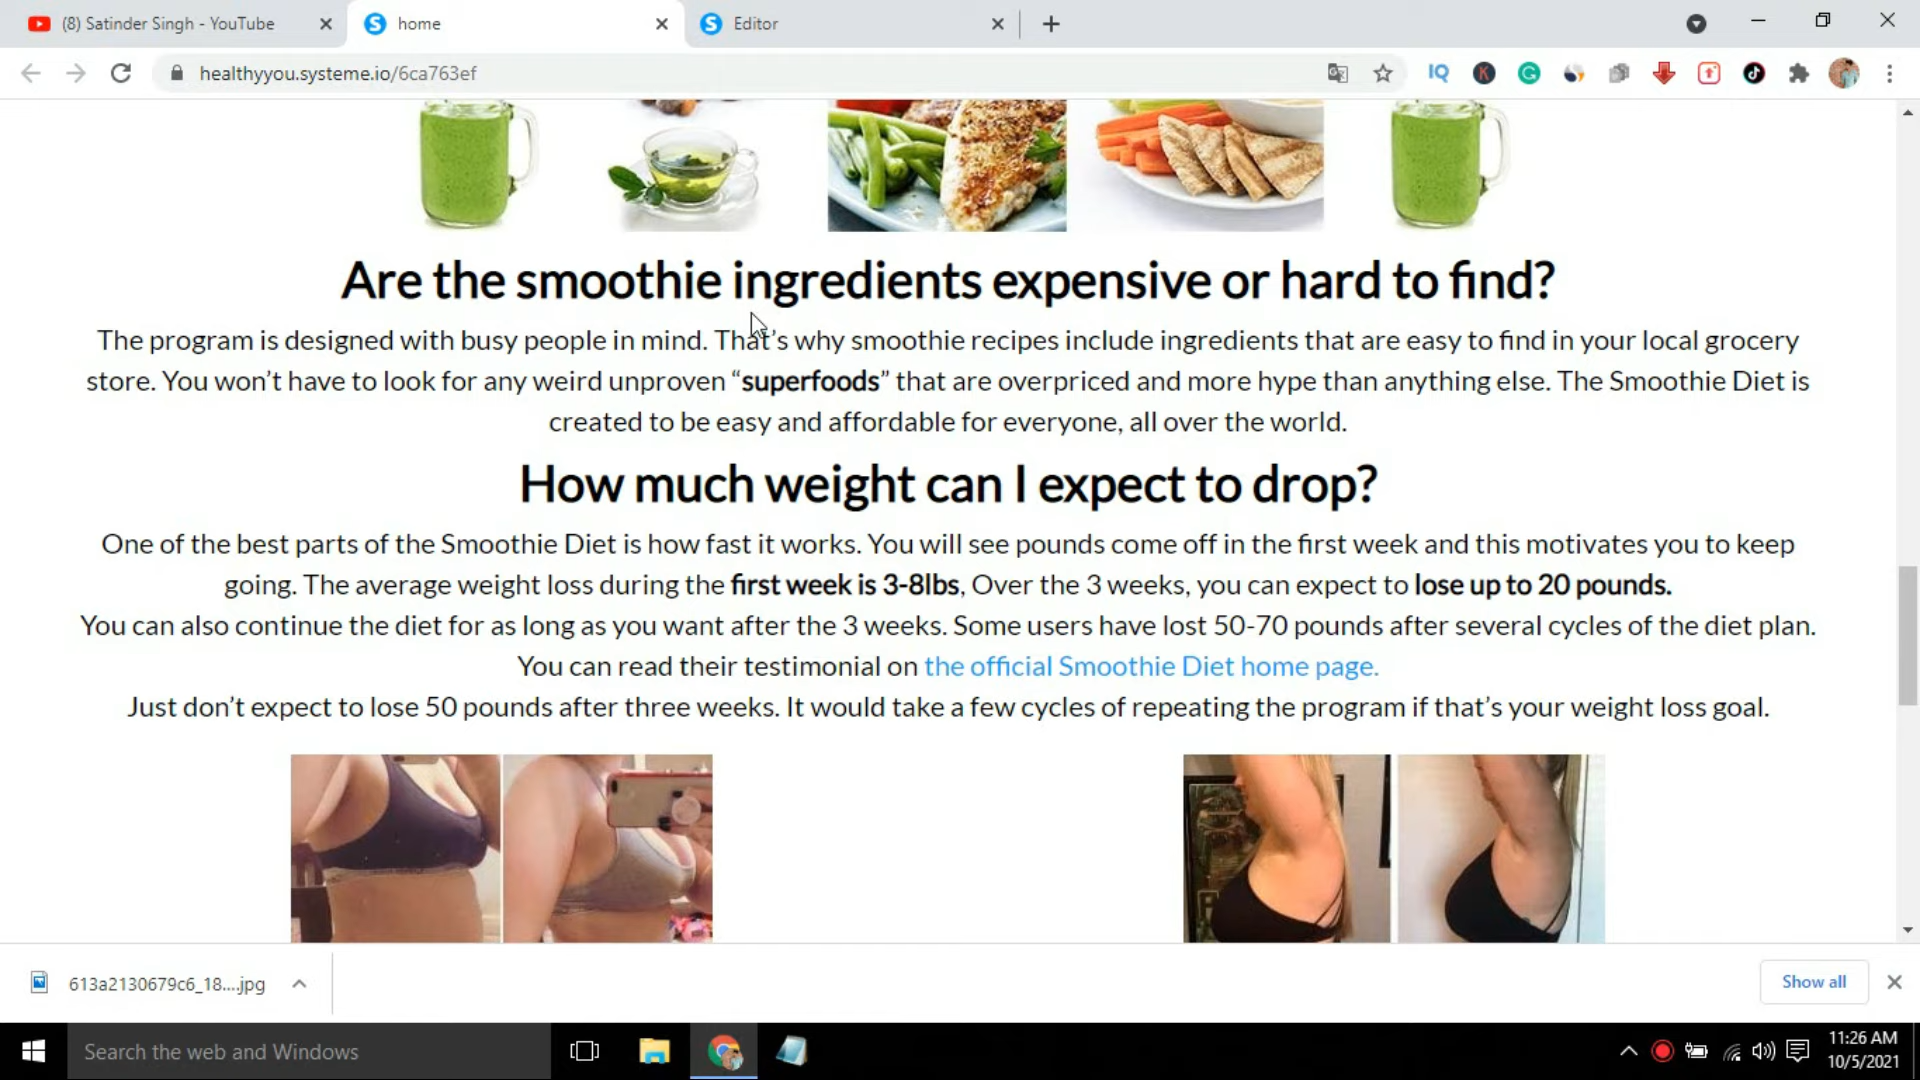 (8) Satinder Singh - YouTube
home
Editor
healthyyou.systeme.io/6ca763ef
IQ
K
Are the smoothie ingredients expensive or hard to find?
The program is designed with busy people in mind. That’s why smoothie recipes include ingredients that are easy to find in your local grocery
store. You won’t have to look for any weird unproven “superfoods” that are overpriced and more hype than anything else. The Smoothie Diet is
created to be easy and affordable for everyone, all over the world.
How much weight can I expect to drop?
One of the best parts of the Smoothie Diet is how fast it works. You will see pounds come off in the first week and this motivates you to keep
going. The average weight loss during the first week is 3-8lbs, Over the 3 weeks, you can expect to lose up to 20 pounds.
You can also continue the diet for as long as you want after the 3 weeks. Some users have lost 50-70 pounds after several cycles of the diet plan.
You can read their testimonial on the official Smoothie Diet home page.
Just don’t expect to lose 50 pounds after three weeks. It would take a few cycles of repeating the program if that’s your weight loss goal.
613a2130679c6_18....jpg
Show all
Search the web and Windows
11:26 AM
10/5/2021